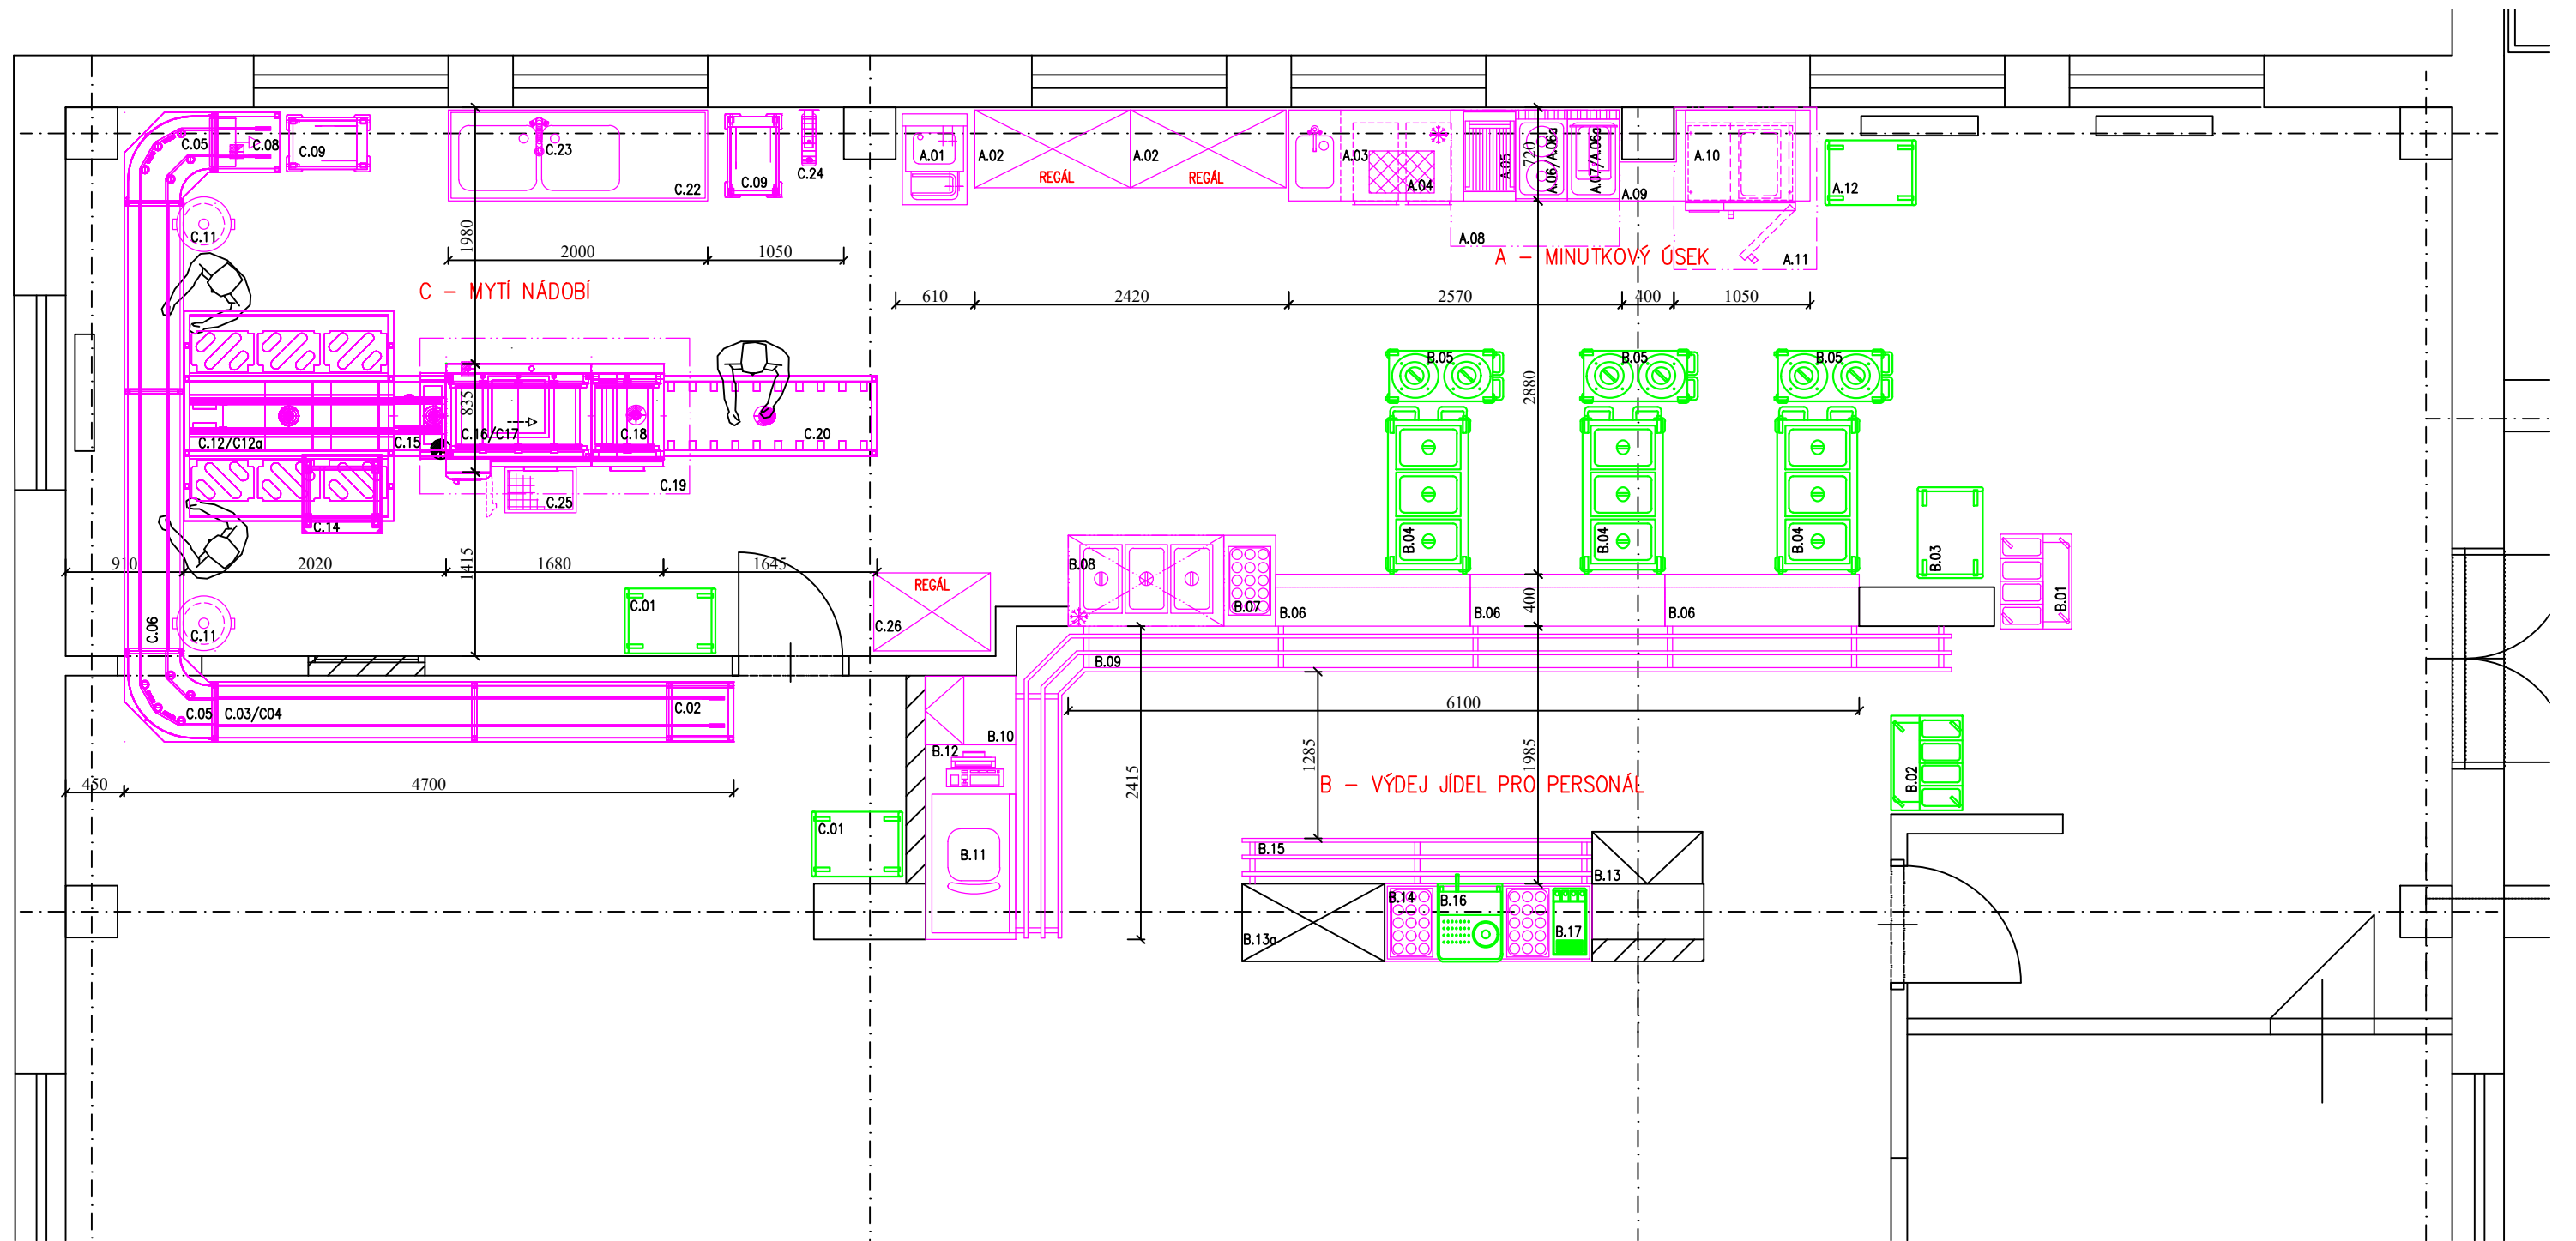 C.05
C.08
C.09
C.23
C.22
C.09
C.24
A.01
A.02
REGÁL
A.02
REGÁL
A.03
A.04
A.05
720
A.06/A.06a
A.07/A.06a
A.09
A.10
A.12
C.11
1980
2000
1050
A.08
A – MINUTKOVÝ ÚSEK
A.11
C – MYTÍ NÁDOBÍ
610
2420
2570
400
1050
B.05
B.05
B.05
2880
835
C.12/C12a
C.15
C.16/C17
C.18
C.20
C.19
C.25
C.14
B.04
B.04
B.04
B.03
2020
1415
1680
1645
B.08
REGÁL
C.01
C.26
B.07
B.06
400
B.06
B.06
B.01
C.06
C.11
B.09
C.05
C.03/C04
C.02
6100
B.10
B.12
1285
1985
2415
B – VÝDEJ JÍDEL PRO PERSONÁL
B.02
450
4700
C.01
B.11
B.15
B.13
B.14
B.16
B.17
B.13a